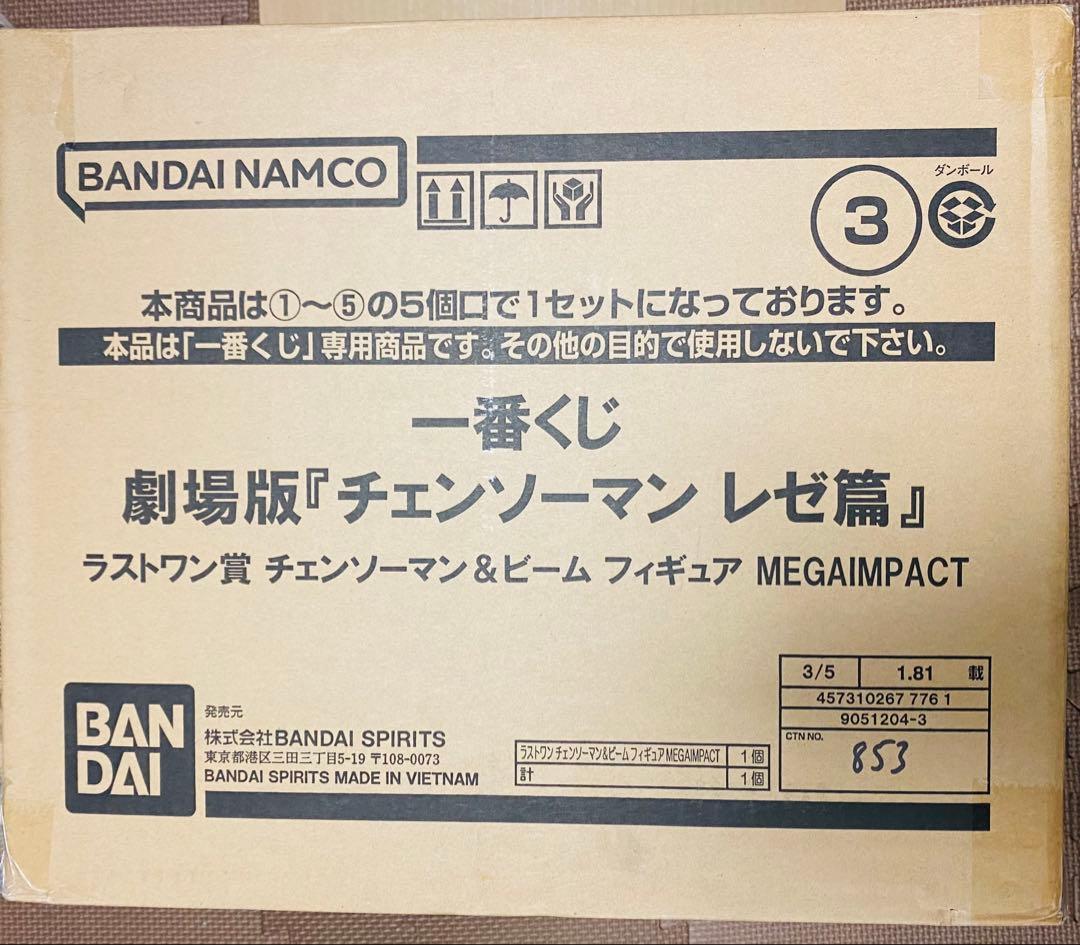 BANDAI NAMCO
ダンボール
3
本商品は①〜⑤の5個口で1セットになっております。
本品は「一番くじ」専用商品です。その他の目的で使用しないで下さい。
一番くじ
劇場版『チェンソーマン レゼ篇』
ラストワン賞 チェンソーマン&ビーム フィギュア MEGAIMPACT
3/5 1.81 載
457310267 776 1
9051204-3
CTN NO. 853
BAN
DAI
発売元
株式会社BANDAI SPIRITS
東京都港区三田三丁目5-19 〒108-0073
BANDAI SPIRITS MADE IN VIETNAM
ラストワン チェンソーマン&ビーム フィギュア MEGAIMPACT 1個
計 1個